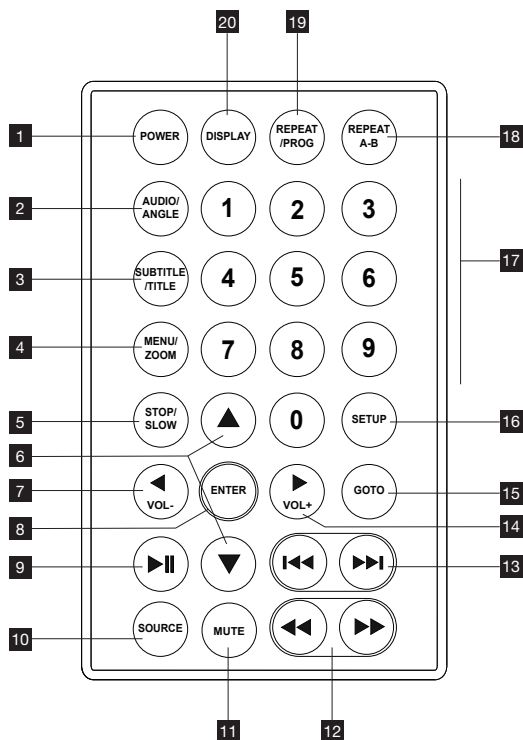 20
19
1
POWER
DISPLAY
REPEAT
/PROG
REPEAT
A-B
18
2
AUDIO/
ANGLE
1
2
3
17
3
SUBTITLE
/TITLE
4
5
6
4
MENU/
ZOOM
7
8
9
5
STOP/
SLOW
0
SETUP
16
6
7
VOL-
ENTER
VOL+
GOTO
15
8
14
9
13
10
SOURCE
MUTE
11
12